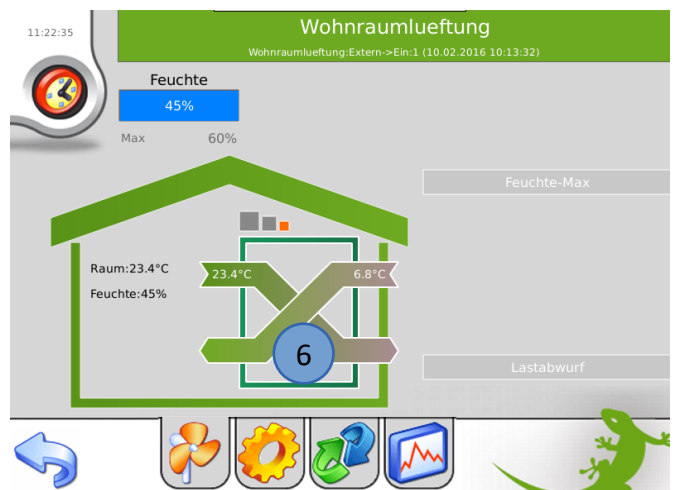 11:22:35
Wohnraumlueftung
Wohnraumlueftung:Extern->Ein:1 (10.02.2016 10:13:32)
Feuchte
45%
Max 60%
Feuchte-Max
Raum:23.4°C
23.4°C 6.8°C
Feuchte:45%
6
Lastabwurf